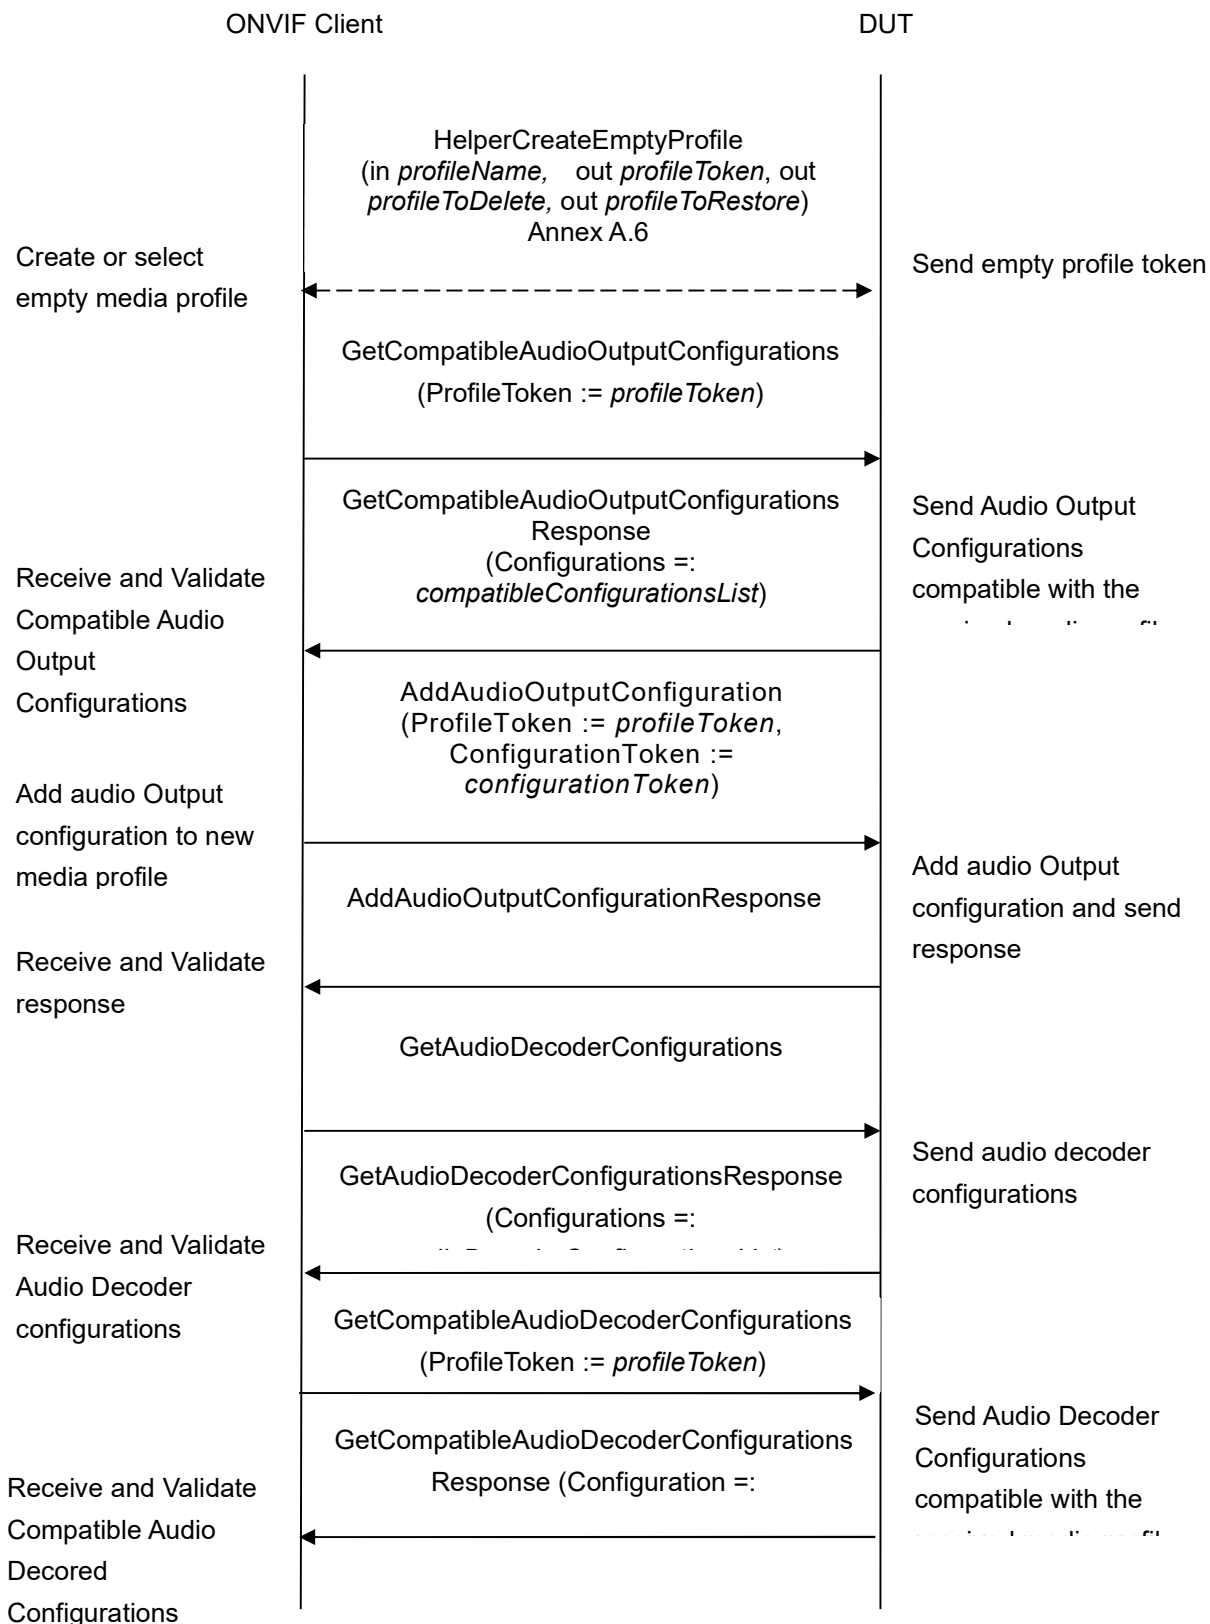 ONVIF Client
DUT
HelperCreateEmptyProfile
(in profileName, out profileToken, out
profileToDelete, out profileToRestore)
Annex A.6
Create or select
empty media profile
Send empty profile token
GetCompatibleAudioOutputConfigurations
(ProfileToken := profileToken)
GetCompatibleAudioOutputConfigurations
Response
(Configurations =:
compatibleConfigurationsList)
Send Audio Output
Configurations
compatible with the
Receive and Validate
Compatible Audio
Output
Configurations
AddAudioOutputConfiguration
(ProfileToken := profileToken,
ConfigurationToken :=
configurationToken)
Add audio Output
configuration to new
media profile
Add audio Output
configuration and send
response
AddAudioOutputConfigurationResponse
Receive and Validate
response
GetAudioDecoderConfigurations
Send audio decoder
configurations
GetAudioDecoderConfigurationsResponse
(Configurations =:
Receive and Validate
Audio Decoder
configurations
GetCompatibleAudioDecoderConfigurations
(ProfileToken := profileToken)
Send Audio Decoder
Configurations
compatible with the
GetCompatibleAudioDecoderConfigurations
Response (Configuration =:
Receive and Validate
Compatible Audio
Decored
Configurations